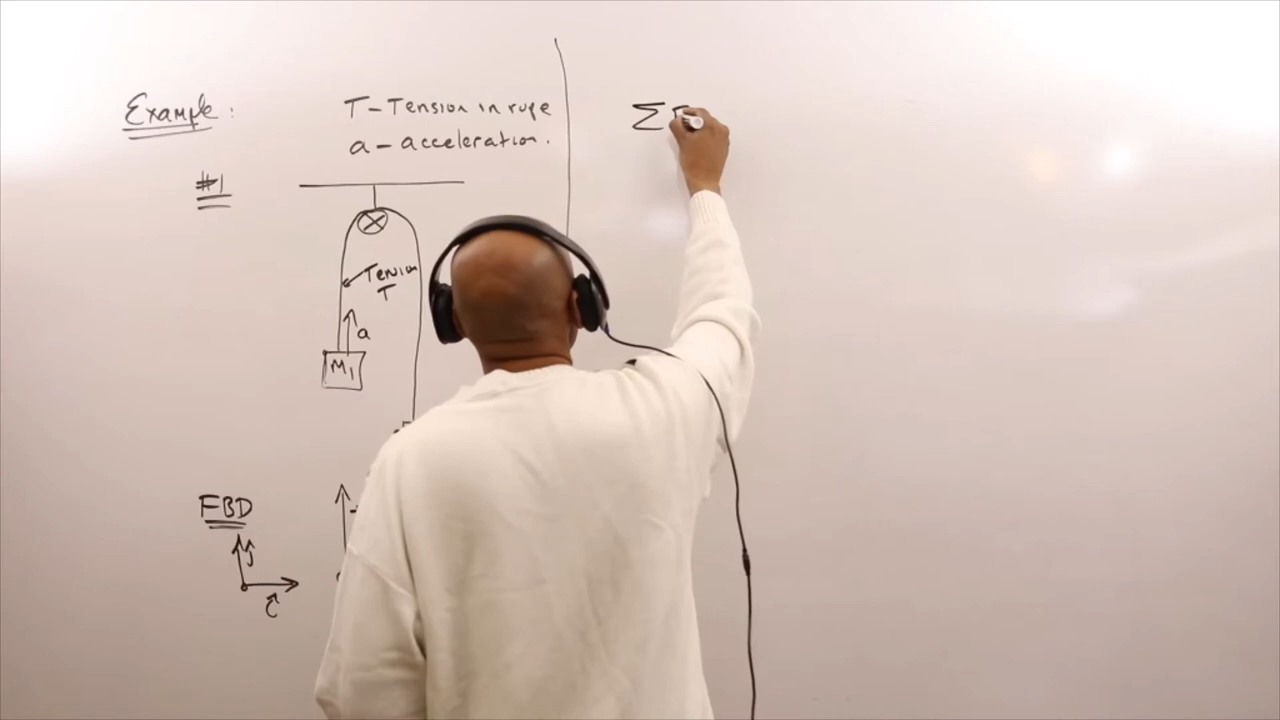 Example:
T-Tension in rope
a-acceleration.
#1
Tension
T
a
M1
FBD
y
Σ